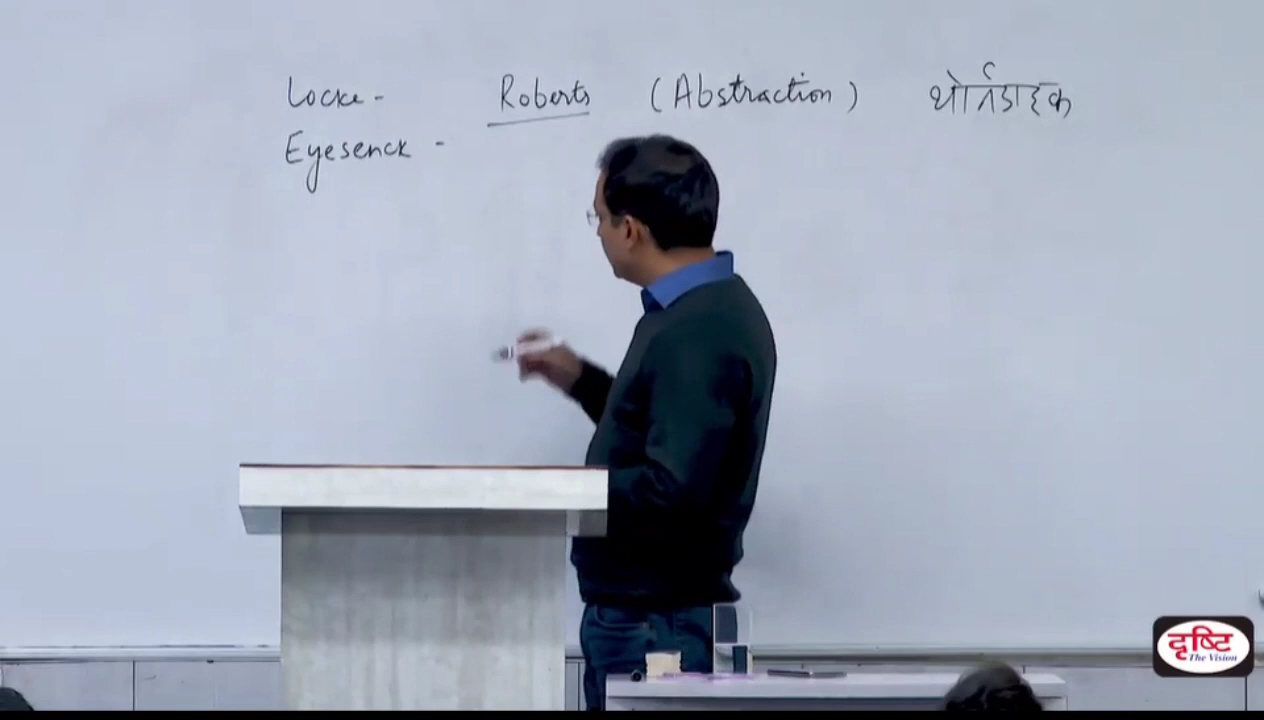 Locke - Roberts (Abstraction) थोर्नडाइक
Eyesenck -
दृष्टि
The Vision